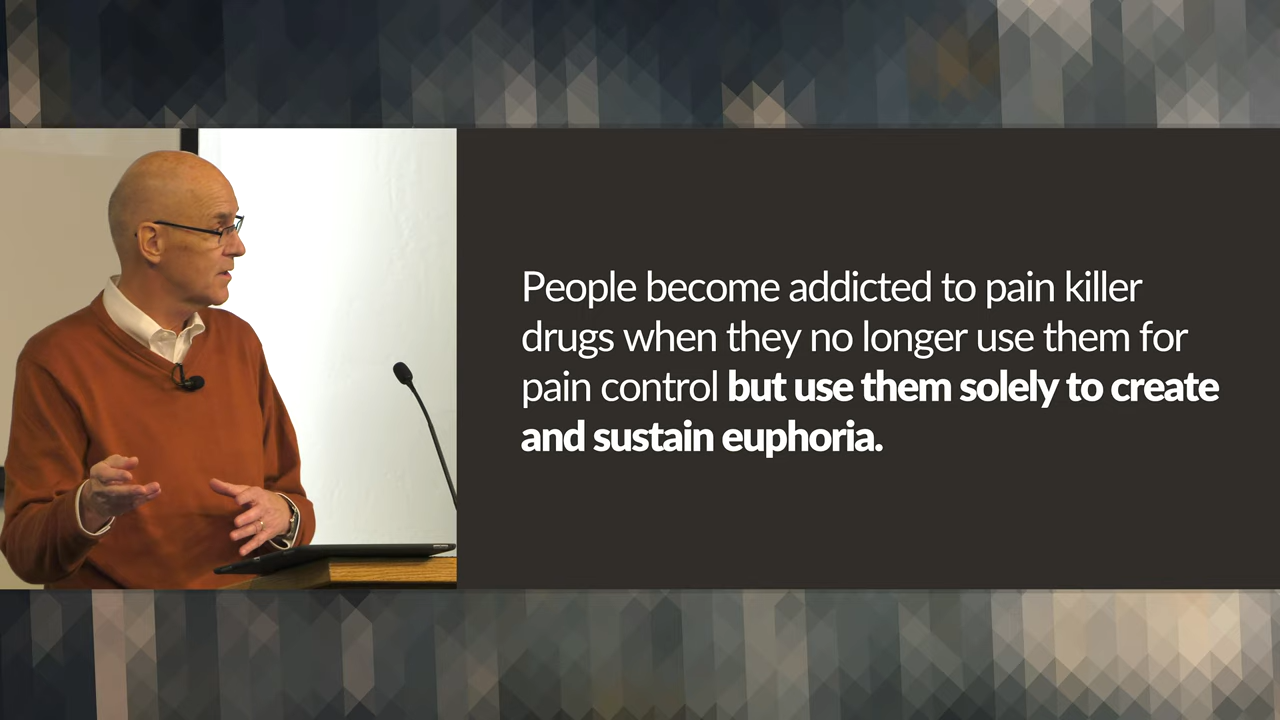 People become addicted to pain killer
drugs when they no longer use them for
pain control but use them solely to create
and sustain euphoria.